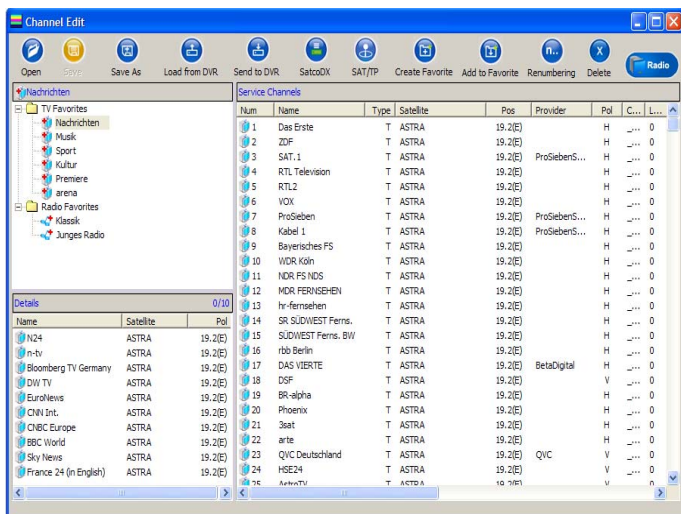 Channel Edit
Open Save Save As Load from DVR Send to DVR SatcoDX SAT/TP Create Favorite Add to Favorite n.. Renumbering X Delete Radio
Nachrichten
TV Favorites
Nachrichten
Musik
Sport
Kultur
Premiere
arena
Radio Favorites
Klassik
Junges Radio
Details 0/10
Name Satellite Pol
N24 ASTRA 19.2(E)
n-tv ASTRA 19.2(E)
Bloomberg TV Germany ASTRA 19.2(E)
DW TV ASTRA 19.2(E)
EuroNews ASTRA 19.2(E)
CNN Int. ASTRA 19.2(E)
CNBC Europe ASTRA 19.2(E)
BBC World ASTRA 19.2(E)
Sky News ASTRA 19.2(E)
France 24 (in English) ASTRA 19.2(E)
Service Channels
Num Name Type Satellite Pos Provider Pol C... L...
1 Das Erste T ASTRA 19.2(E) H _... 0
2 ZDF T ASTRA 19.2(E) H _... 0
3 SAT.1 T ASTRA 19.2(E) ProSiebenS... H _... 0
4 RTL Television T ASTRA 19.2(E) H _... 0
5 RTL2 T ASTRA 19.2(E) H _... 0
6 VOX T ASTRA 19.2(E) H _... 0
7 ProSieben T ASTRA 19.2(E) ProSiebenS... H _... 0
8 Kabel 1 T ASTRA 19.2(E) ProSiebenS... H _... 0
9 Bayerisches FS T ASTRA 19.2(E) H _... 0
10 WDR Köln T ASTRA 19.2(E) H _... 0
11 NDR FS NDS T ASTRA 19.2(E) H _... 0
12 MDR FERNSEHEN T ASTRA 19.2(E) H _... 0
13 hr-fernsehen T ASTRA 19.2(E) H _... 0
14 SR SÜDWEST Ferns. T ASTRA 19.2(E) H _... 0
15 SÜDWEST Ferns. BW T ASTRA 19.2(E) H _... 0
16 rbb Berlin T ASTRA 19.2(E) H _... 0
17 DAS VIERTE T ASTRA 19.2(E) BetaDigital H _... 0
18 DSF T ASTRA 19.2(E) V _... 0
19 BR-alpha T ASTRA 19.2(E) H _... 0
20 Phoenix T ASTRA 19.2(E) H _... 0
21 3sat T ASTRA 19.2(E) H _... 0
22 arte T ASTRA 19.2(E) H _... 0
23 QVC Deutschland T ASTRA 19.2(E) QVC V _... 0
24 HSE24 T ASTRA 19.2(E) V _... 0
25 AstroTV T ASTRA 19.2(E) V _... 0